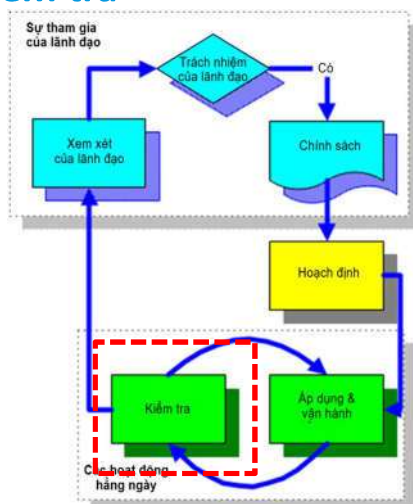 Sự tham gia
của lãnh đạo
Trách nhiệm
của lãnh đạo
Có
Xem xét
của lãnh đạo
Chính sách
Hoạch định
Kiểm tra
Áp dụng &
vận hành
Các hoạt động
hằng ngày